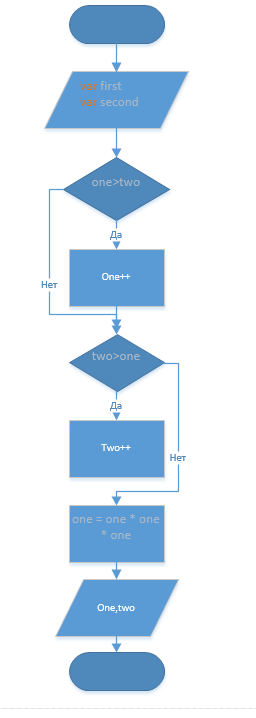 var first
var second
one>two
Да
One++
Нет
two>one
Да
Two++
Нет
one = one * one
* one
One,two